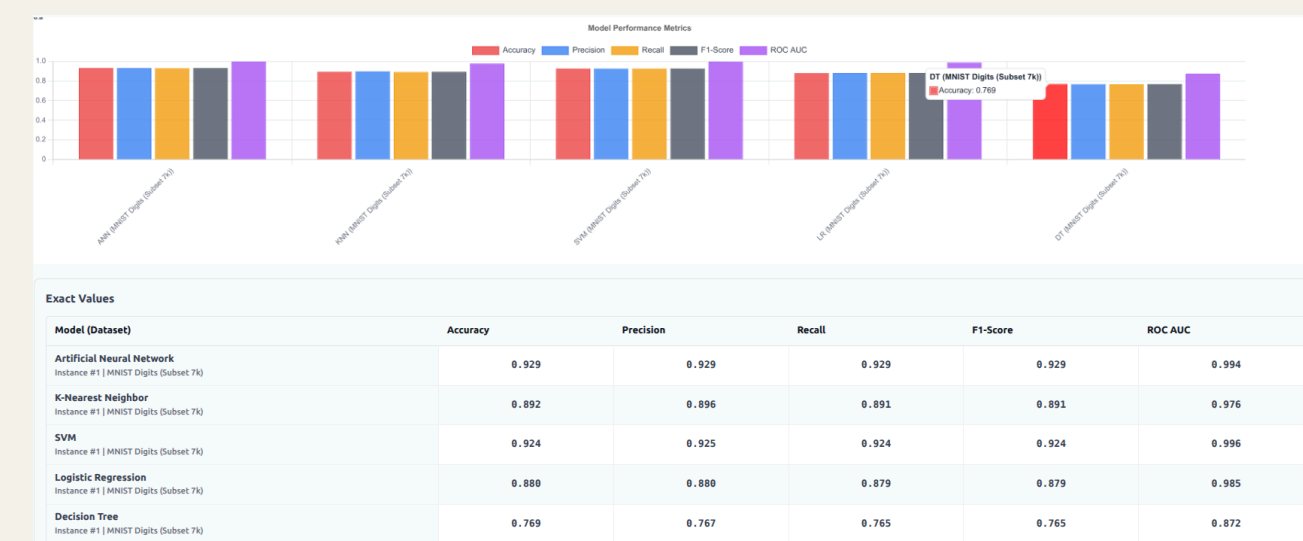 Model Performance Metrics
Accuracy Precision Recall F1-Score ROC AUC
1.0
0.8
0.6
0.4
0.2
0
DT (MNIST Digits (Subset 7k))
Accuracy: 0.769
ANN (MNIST Digits (Subset 7k))
KNN (MNIST Digits (Subset 7k))
SVM (MNIST Digits (Subset 7k))
LR (MNIST Digits (Subset 7k))
DT (MNIST Digits (Subset 7k))
Exact Values
Model (Dataset) Accuracy Precision Recall F1-Score ROC AUC
Artificial Neural Network
Instance #1 | MNIST Digits (Subset 7k) 0.929 0.929 0.929 0.929 0.994
K-Nearest Neighbor
Instance #1 | MNIST Digits (Subset 7k) 0.892 0.896 0.891 0.891 0.976
SVM
Instance #1 | MNIST Digits (Subset 7k) 0.924 0.925 0.924 0.924 0.996
Logistic Regression
Instance #1 | MNIST Digits (Subset 7k) 0.880 0.880 0.879 0.879 0.985
Decision Tree
Instance #1 | MNIST Digits (Subset 7k) 0.769 0.767 0.765 0.765 0.872